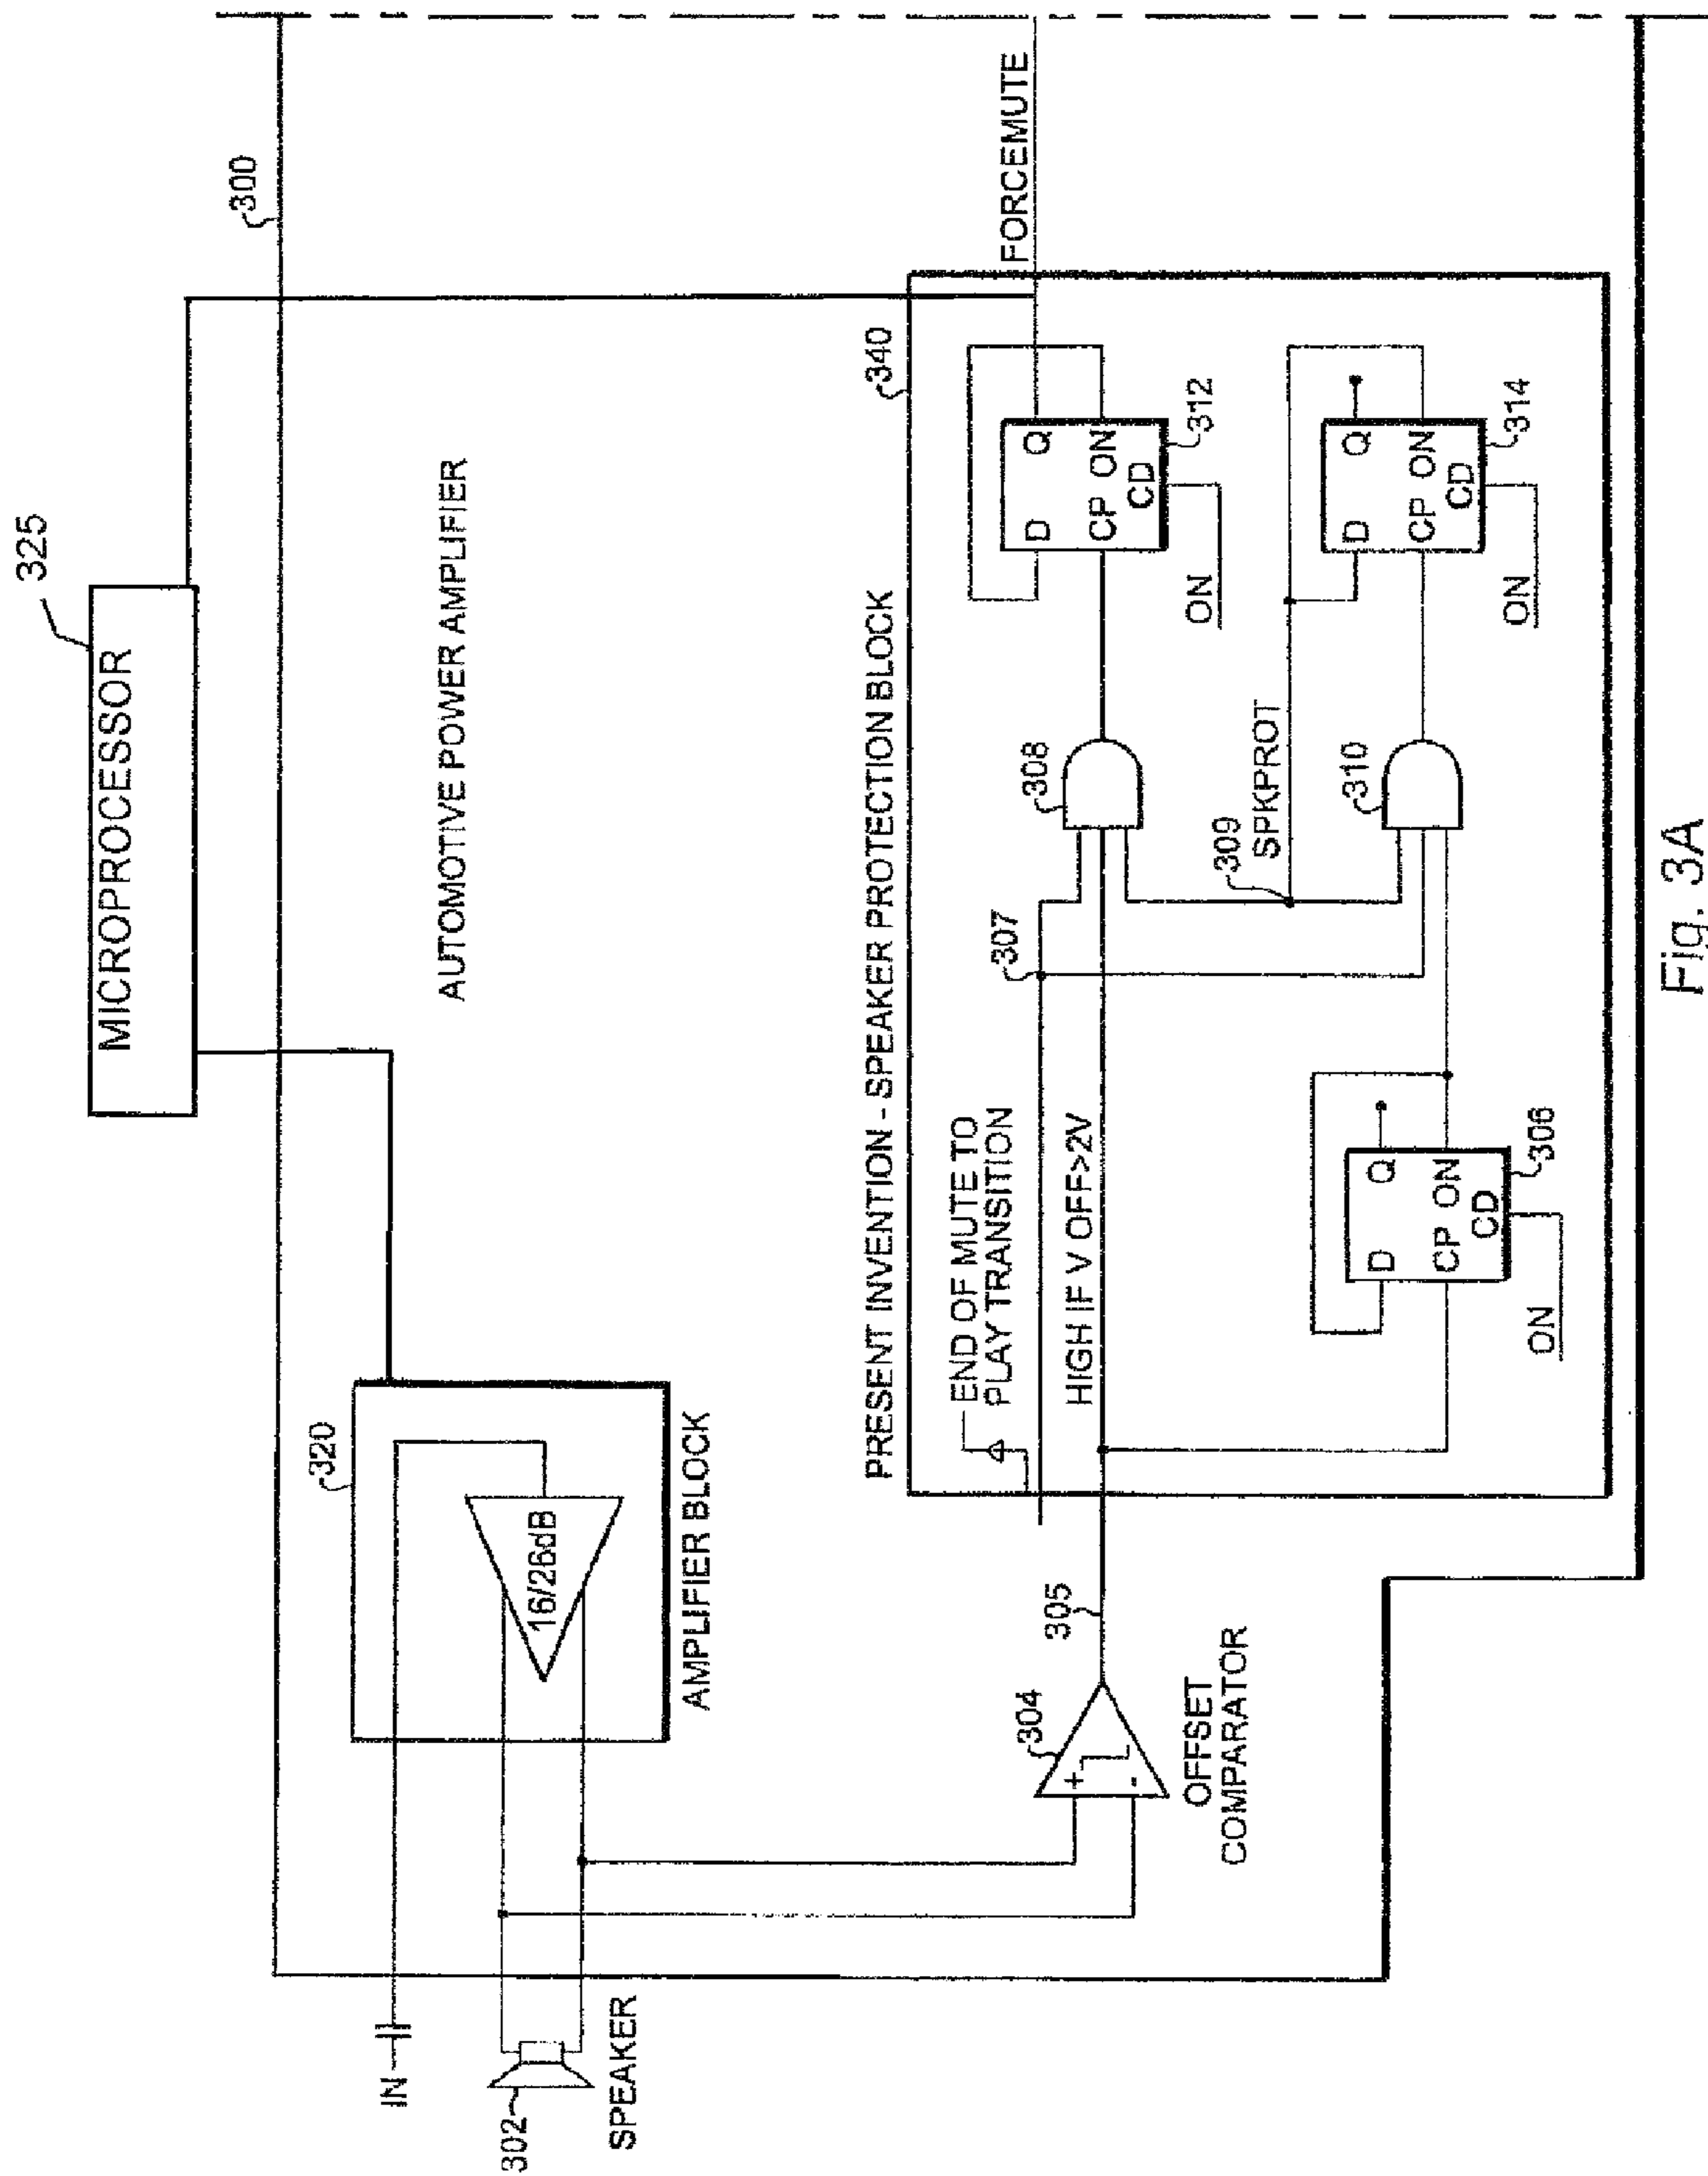 MICROPROCESSOR
325
300
AUTOMOTIVE POWER AMPLIFIER
320
16/26dB
AMPLIFIER BLOCK
IN
302
SPEAKER
PRESENT INVENTION - SPEAKER PROTECTION BLOCK
340
FORCEMUTE
END OF MUTE TO
PLAY TRANSITION
307
HIGH IF V OFF>2V
304
+
-
305
OFFSET
COMPARATOR
308
D
Q
CP
ON
CD
312
ON
309
SPKPROT
310
D
Q
CP
ON
CD
314
ON
D
Q
CP
ON
CD
306
ON
Fig. 3A